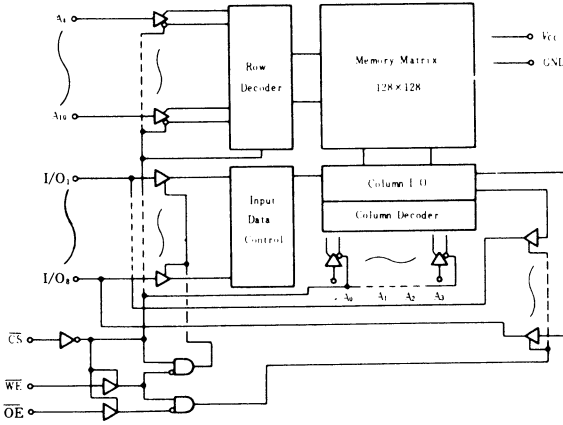 A4
Row
Decoder
Memory Matrix
128×128
Vcc
GND
A10
I/O1
Input
Data
Control
Column I/O
Column Decoder
I/O8
A0 A1 A2 A3
CS
WE
OE